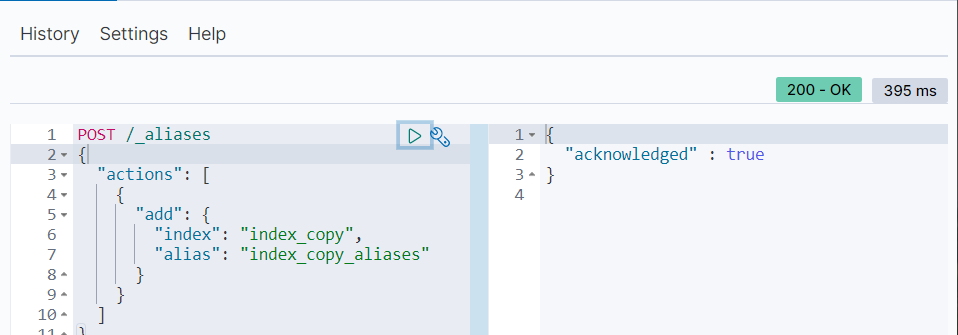 History Settings Help
200 - OK 395 ms
1 POST /_aliases
2 {
3 "actions": [
4 {
5 "add": {
6 "index": "index_copy",
7 "alias": "index_copy_aliases"
8 }
9 }
10 ]
11 }
1 {
2 "acknowledged" : true
3 }
4